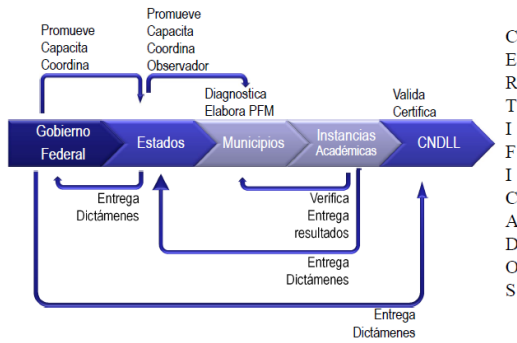 Promueve
Capacita
Coordina
Promueve
Capacita
Coordina
Observador
Diagnostica
Elabora PFM
Valida
Certifica
Gobierno
Federal
Estados
Municipios
Instancias
Académicas
CNDLL
Entrega
Dictámenes
Verifica
Entrega
resultados
Entrega
Dictámenes
Entrega
Dictámenes
C
E
R
T
I
F
I
C
A
D
O
S